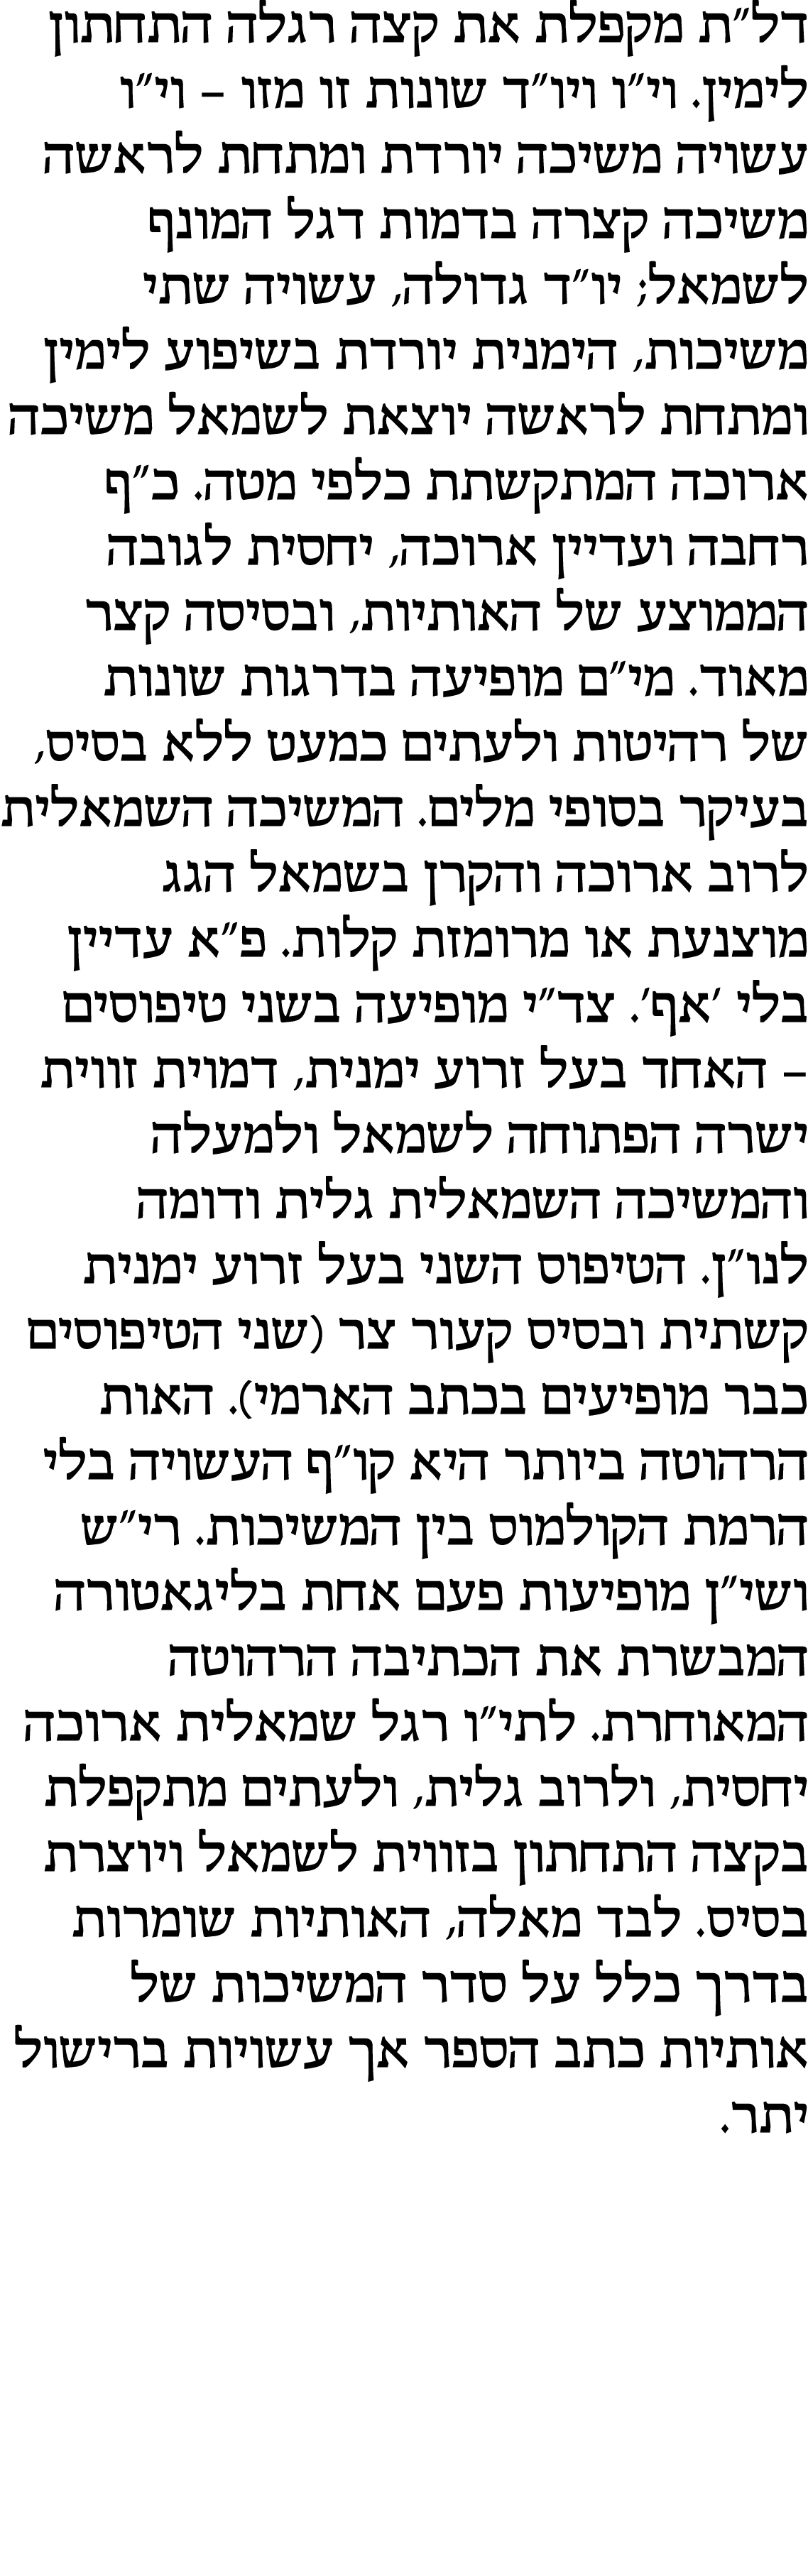 דל"ת מקפלת את קצה רגלה התחתון
לימין. וי"ו ויו"ד שונות זו מזו – וי"ו
עשויה משיכה יורדת ומתחת לראשה
משיכה קצרה בדמות דגל המונף
לשמאל; יו"ד גדולה, עשויה שתי
משיכות, הימנית יורדת בשיפוע לימין
ומתחת לראשה יוצאת לשמאל משיכה
ארוכה המתקשתת כלפי מטה. כ"ף
רחבה ועדיין ארוכה, יחסית לגובה
הממוצע של האותיות, ובסיסה קצר
מאוד. מי"ם מופיעה בדרגות שונות
של רהיטות ולעתים כמעט ללא בסיס,
בעיקר בסופי מלים. המשיכה השמאלית
לרוב ארוכה והקרן בשמאל הגג
מוצנעת או מרומזת קלות. פ"א עדיין
בלי 'אף'. צד"י מופיעה בשני טיפוסים
– האחד בעל זרוע ימנית, דמוית זווית
ישרה הפתוחה לשמאל ולמעלה
והמשיכה השמאלית גלית ודומה
לנו"ן. הטיפוס השני בעל זרוע ימנית
קשתית ובסיס קעור צר (שני הטיפוסים
כבר מופיעים בכתב הארמי). האות
הרהוטה ביותר היא קו"ף העשויה בלי
הרמת הקולמוס בין המשיכות. רי"ש
ושי"ן מופיעות פעם אחת בליגאטורה
המבשרת את הכתיבה הרהוטה
המאוחרת. לתי"ו רגל שמאלית ארוכה
יחסית, ולרוב גלית, ולעתים מתקפלת
בקצה התחתון בזווית לשמאל ויוצרת
בסיס. לבד מאלה, האותיות שומרות
בדרך כלל על סדר המשיכות של
אותיות כתב הספר אך עשויות ברישול
יתר.